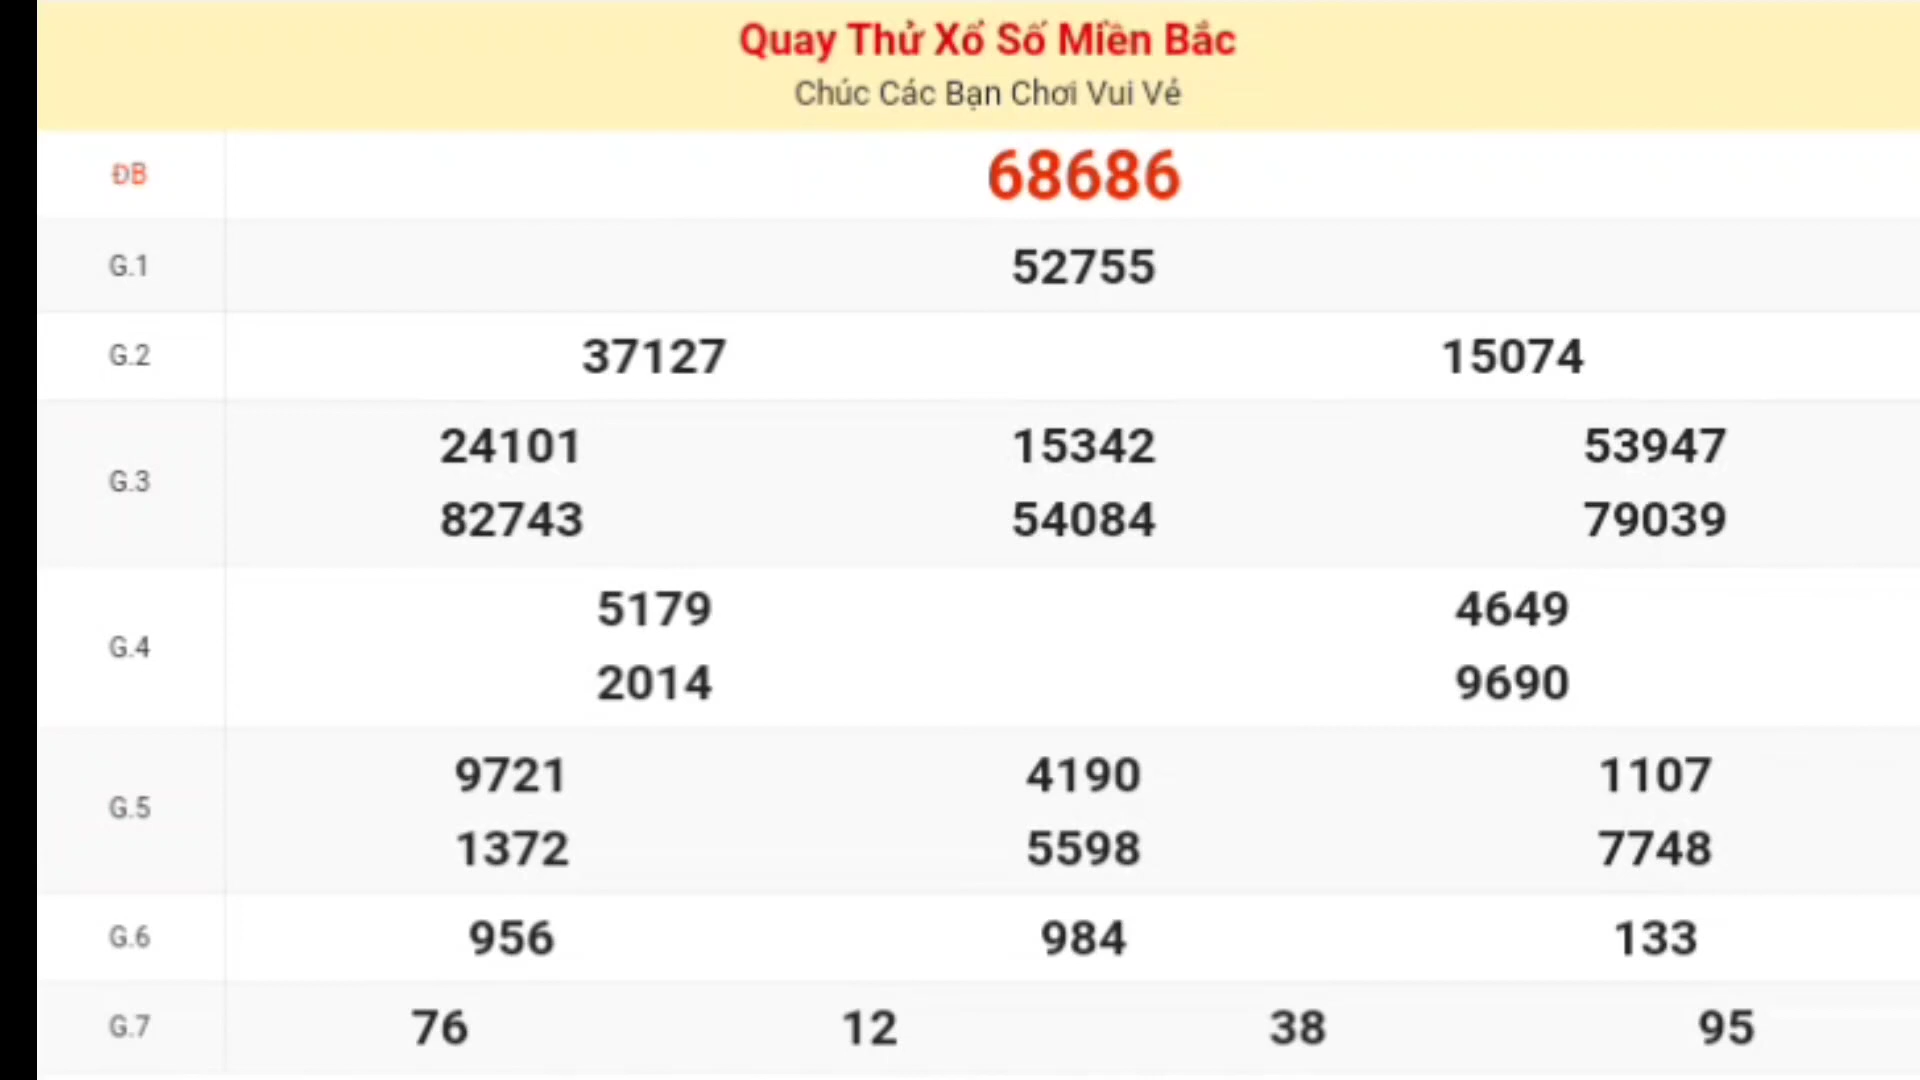 Quay Thử Xổ Số Miền Bắc
Chúc Các Bạn Chơi Vui Vẻ
ĐB 68686
G.1 52755
G.2 37127 15074
G.3 24101 15342 53947
82743 54084 79039
G.4 5179 4649
2014 9690
G.5 9721 4190 1107
1372 5598 7748
G.6 956 984 133
G.7 76 12 38 95